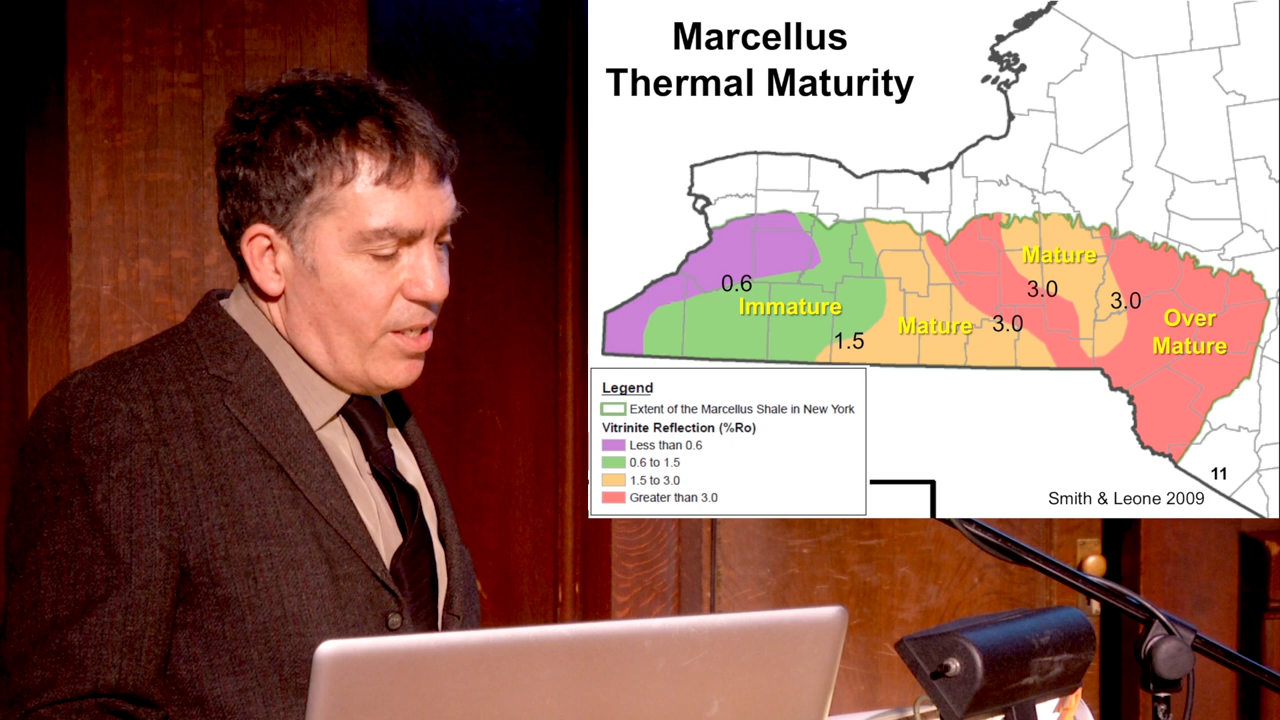 Marcellus
Thermal Maturity
Mature
0.6
3.0
3.0
Immature
Over
Mature
Mature
3.0
1.5
Legend
Extent of the Marcellus Shale in New York
Vitrinite Reflection (%Ro)
Less than 0.6
0.6 to 1.5
1.5 to 3.0
Greater than 3.0
11
Smith & Leone 2009